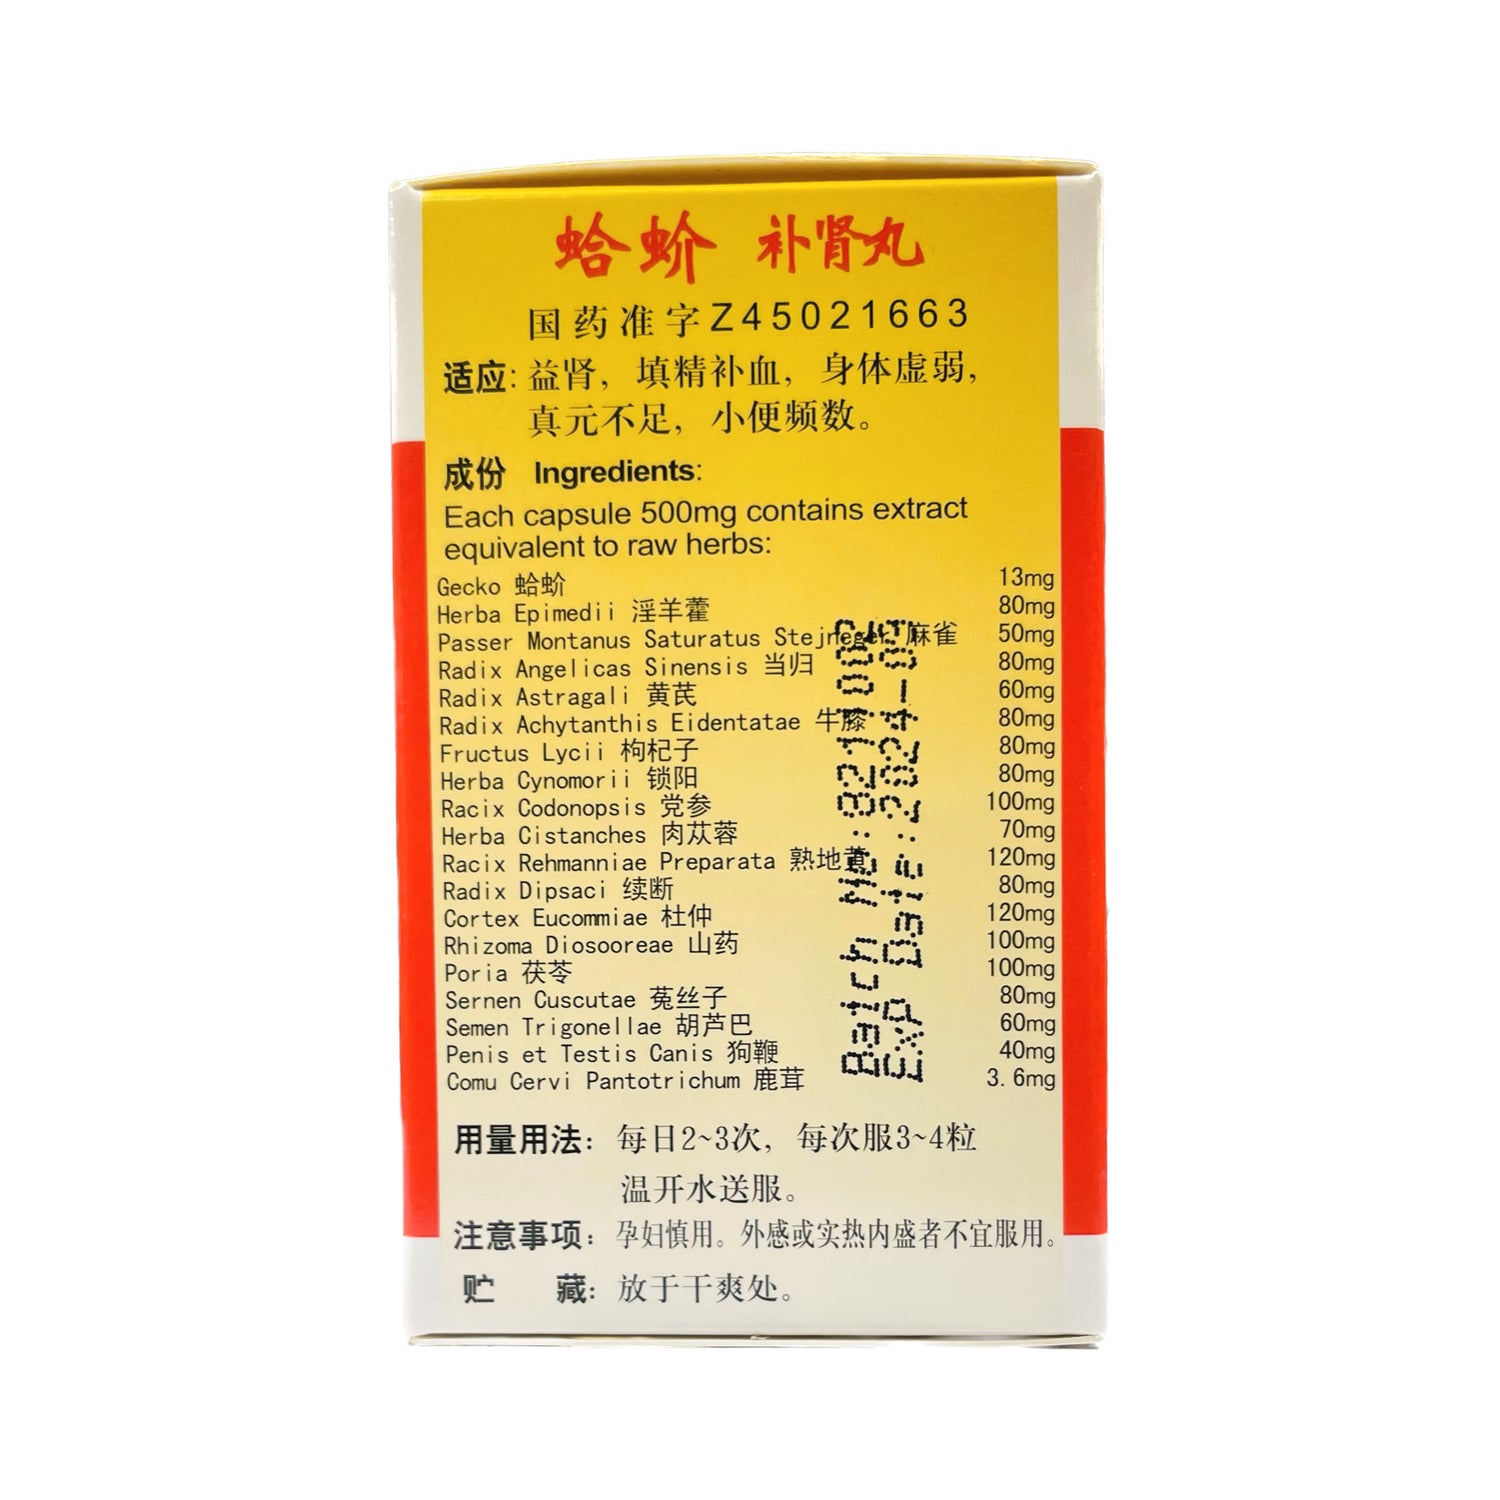 蛤蚧 补肾丸
国药准字Z45021663
适应: 益肾，填精补血，身体虚弱，
真元不足，小便频数。
成份 Ingredients:
Each capsule 500mg contains extract
equivalent to raw herbs:
Gecko 蛤蚧 13mg
Herba Epimedii 淫羊藿 80mg
Passer Montanus Saturatus Stejneger 麻雀 50mg
Radix Angelicas Sinensis 当归 80mg
Radix Astragali 黄芪 60mg
Radix Achytanthis Eidentatae 牛膝 80mg
Fructus Lycii 枸杞子 80mg
Herba Cynomorii 锁阳 80mg
Racix Codonopsis 党参 100mg
Herba Cistanches 肉苁蓉 70mg
Racix Rehmanniae Preparata 熟地黄 120mg
Radix Dipsaci 续断 80mg
Cortex Eucommiae 杜仲 120mg
Rhizoma Diosooreae 山药 100mg
Poria 茯苓 100mg
Sernen Cuscutae 菟丝子 80mg
Semen Trigonellae 胡芦巴 60mg
Penis et Testis Canis 狗鞭 40mg
Comu Cervi Pantotrichum 鹿茸 3.6mg
Batch No.: 8211002
Exp Date: 2024-09
用量用法: 每日2~3次，每次服3~4粒
温开水送服。
注意事项: 孕妇慎用。外感或实热内盛者不宜服用。
贮 藏: 放于干爽处。